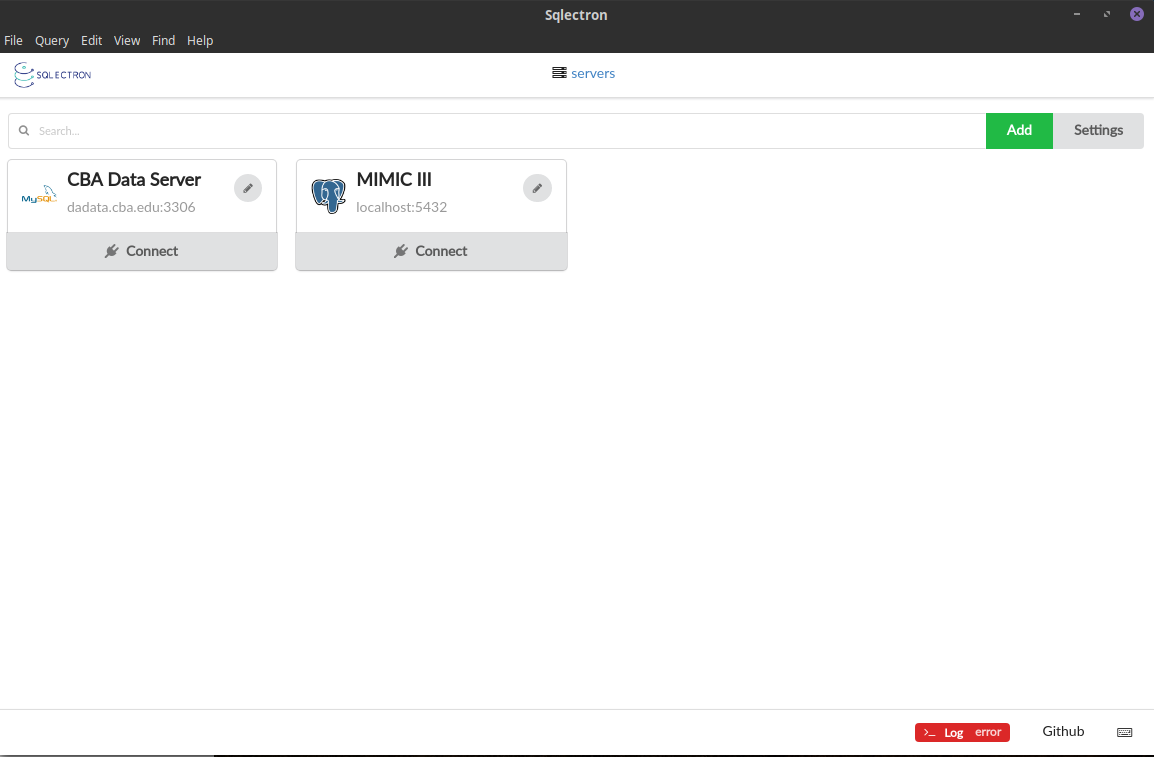 Sqlectron
File Query Edit View Find Help
SQLECTRON
servers
Search...
Add
Settings
CBA Data Server
dadata.cba.edu:3306
MySQL
Connect
MIMIC III
localhost:5432
Connect
>_ Log error
Github